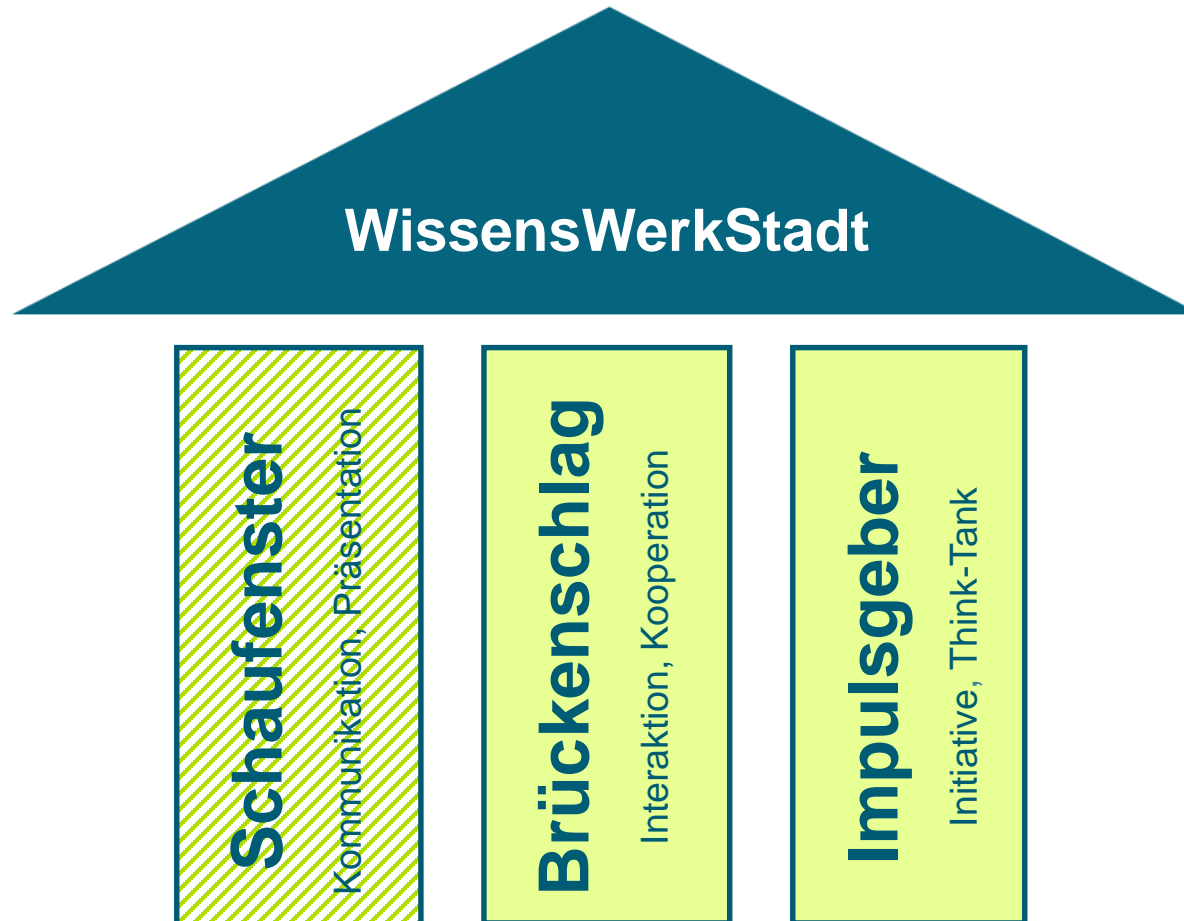 WissensWerkStadt
Schaufenster
Kommunikation, Präsentation
Brückenschlag
Interaktion, Kooperation
Impulsgeber
Initiative, Think-Tank